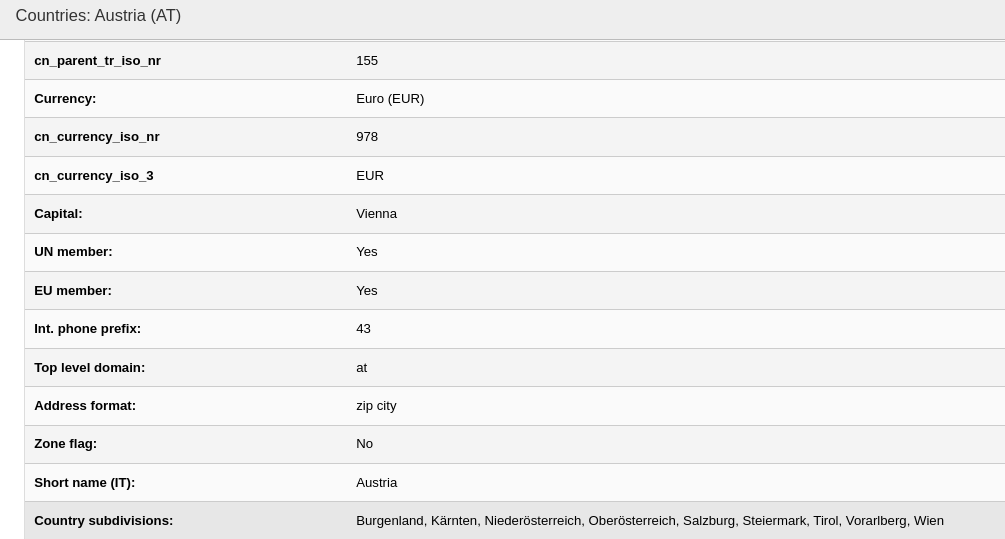 Countries: Austria (AT)
cn_parent_tr_iso_nr 155
Currency: Euro (EUR)
cn_currency_iso_nr 978
cn_currency_iso_3 EUR
Capital: Vienna
UN member: Yes
EU member: Yes
Int. phone prefix: 43
Top level domain: at
Address format: zip city
Zone flag: No
Short name (IT): Austria
Country subdivisions: Burgenland, Kärnten, Niederösterreich, Oberösterreich, Salzburg, Steiermark, Tirol, Vorarlberg, Wien